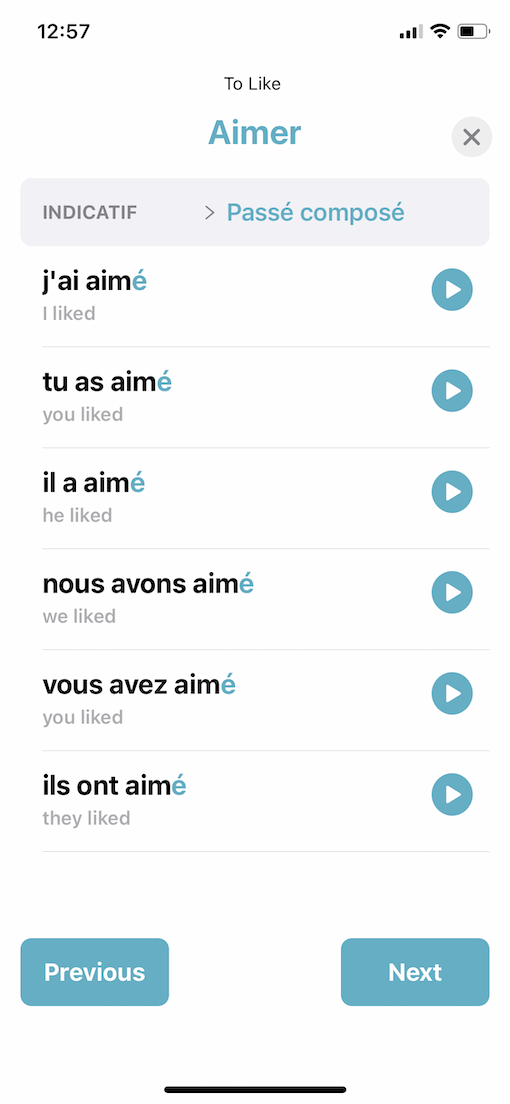 12:57
To Like
Aimer
INDICATIF > Passé composé
j'ai aimé
I liked
tu as aimé
you liked
il a aimé
he liked
nous avons aimé
we liked
vous avez aimé
you liked
ils ont aimé
they liked
Previous Next